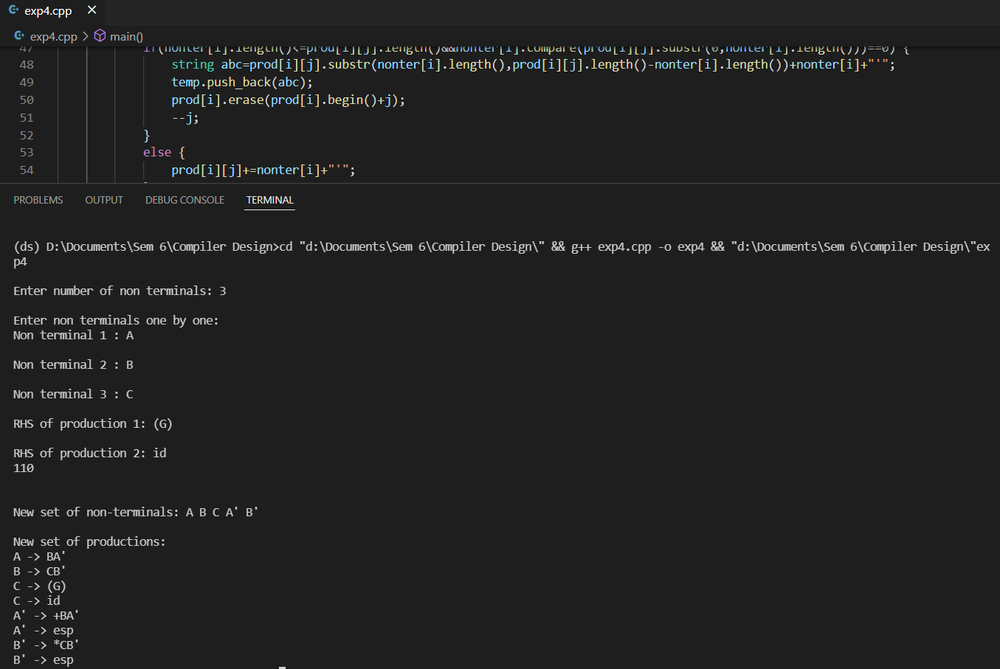 exp4.cpp
exp4.cpp > main()
47 if(nonter[i].length()<=prod[i][j].length()&&nonter[i].compare(prod[i][j].substr(0,nonter[i].length()))==0) {
48 string abc=prod[i][j].substr(nonter[i].length(),prod[i][j].length()-nonter[i].length())+nonter[i]+"'";
49 temp.push_back(abc);
50 prod[i].erase(prod[i].begin()+j);
51 --j;
52 }
53 else {
54 prod[i][j]+=nonter[i]+"'";
PROBLEMS OUTPUT DEBUG CONSOLE TERMINAL
(ds) D:\Documents\Sem 6\Compiler Design>cd "d:\Documents\Sem 6\Compiler Design\" && g++ exp4.cpp -o exp4 && "d:\Documents\Sem 6\Compiler Design\"ex
p4
Enter number of non terminals: 3
Enter non terminals one by one:
Non terminal 1 : A
Non terminal 2 : B
Non terminal 3 : C
RHS of production 1: (G)
RHS of production 2: id
110
New set of non-terminals: A B C A' B'
New set of productions:
A -> BA'
B -> CB'
C -> (G)
C -> id
A' -> +BA'
A' -> esp
B' -> *CB'
B' -> esp